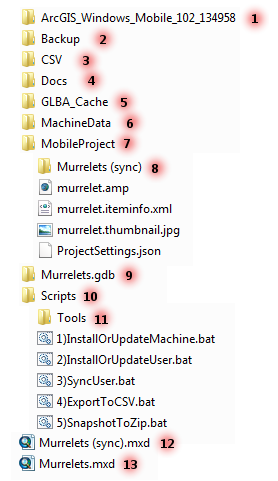 ArcGIS_Windows_Mobile_102_134958 1
Backup 2
CSV 3
Docs 4
GLBA_Cache 5
MachineData 6
MobileProject 7
Murrelets (sync) 8
murrelet.amp
murrelet.iteminfo.xml
murrelet.thumbnail.jpg
ProjectSettings.json
Murrelets.gdb 9
Scripts 10
Tools 11
1)InstallOrUpdateMachine.bat
2)InstallOrUpdateUser.bat
3)SyncUser.bat
4)ExportToCSV.bat
5)SnapshotToZip.bat
Murrelets (sync).mxd 12
Murrelets.mxd 13